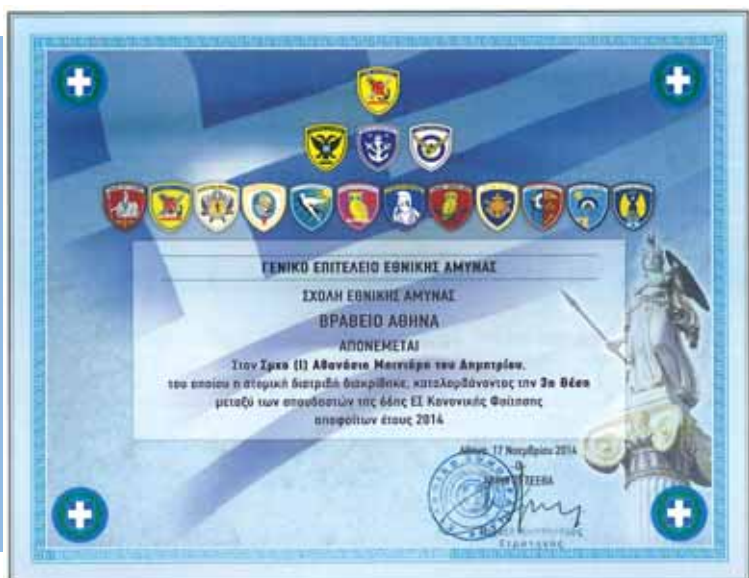 ΓΕΝΙΚΟ ΕΠΙΤΕΛΕΙΟ ΕΘΝΙΚΗΣ ΑΜΥΝΑΣ
ΣΧΟΛΗ ΕΘΝΙΚΗΣ ΑΜΥΝΑΣ
ΒΡΑΒΕΙΟ ΑΘΗΝΑ
ΑΠΟΝΕΜΕΤΑΙ
Στον Σμχο (Ι) Αθανάσιο του Δημητρίου,
του οποίου η ατομική διατριβή διακρίθηκε, καταλαμβάνοντας την 3η θέση
μεταξύ των σπουδαστών της 66ης ΕΣ Κανονικής Φοίτησης
αποφοίτων έτους 2014
Αθήνα, 17 Νοεμβρίου 2014
Ο
Στρατηγός